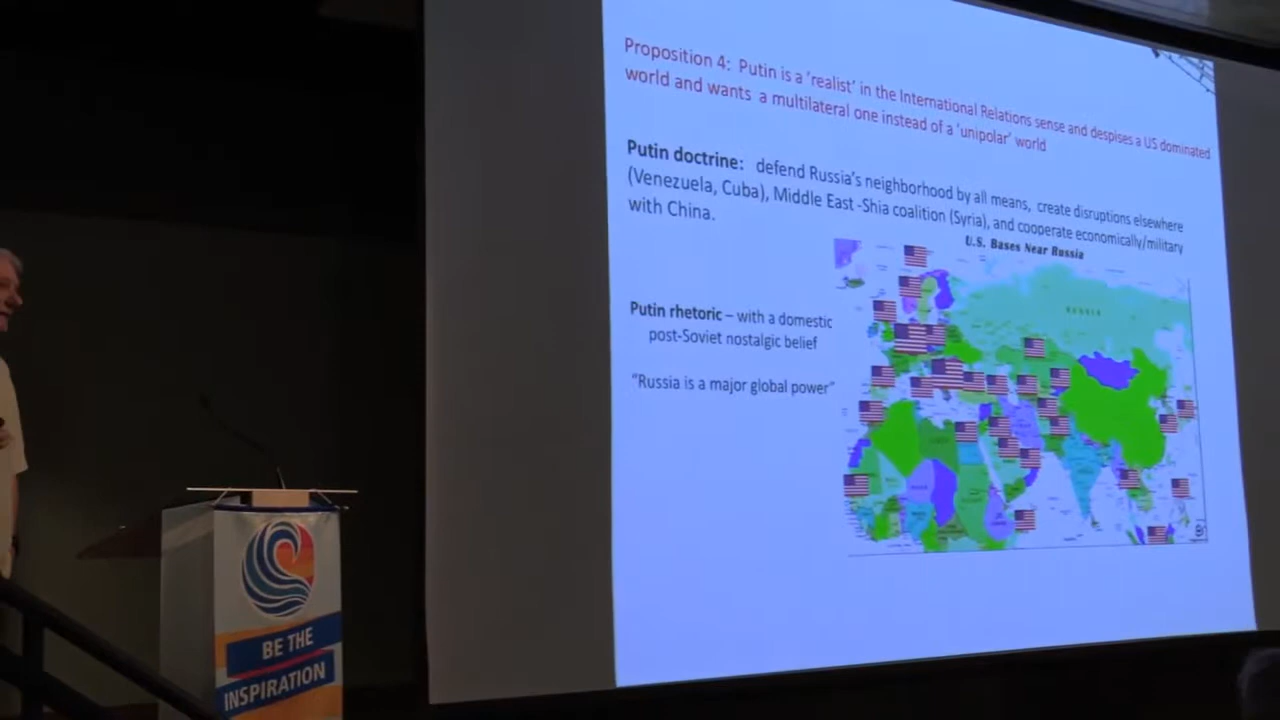 Proposition 4: Putin is a 'realist' in the International Relations sense and despises a US dominated
world and wants a multilateral one instead of a 'unipolar' world
Putin doctrine: defend Russia's neighborhood by all means, create disruptions elsewhere
(Venezuela, Cuba), Middle East -Shia coalition (Syria), and cooperate economically/military
with China.
U.S. Bases Near Russia
RUSSIA
Putin rhetoric – with a domestic
post-Soviet nostalgic belief
"Russia is a major global power"
BE THE
INSPIRATION